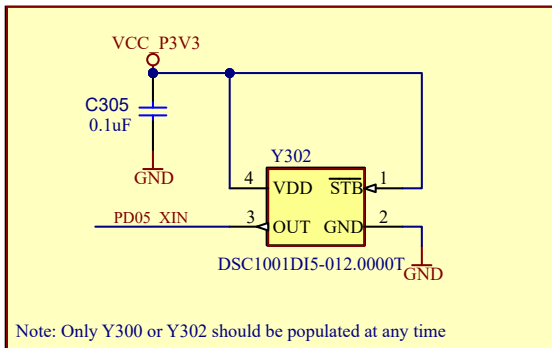 VCC_P3V3
C305
0.1uF
GND
Y302
4 VDD STB 1
PD05_XIN 3 OUT GND 2
DSC1001DI5-012.0000T
GND
Note: Only Y300 or Y302 should be populated at any time